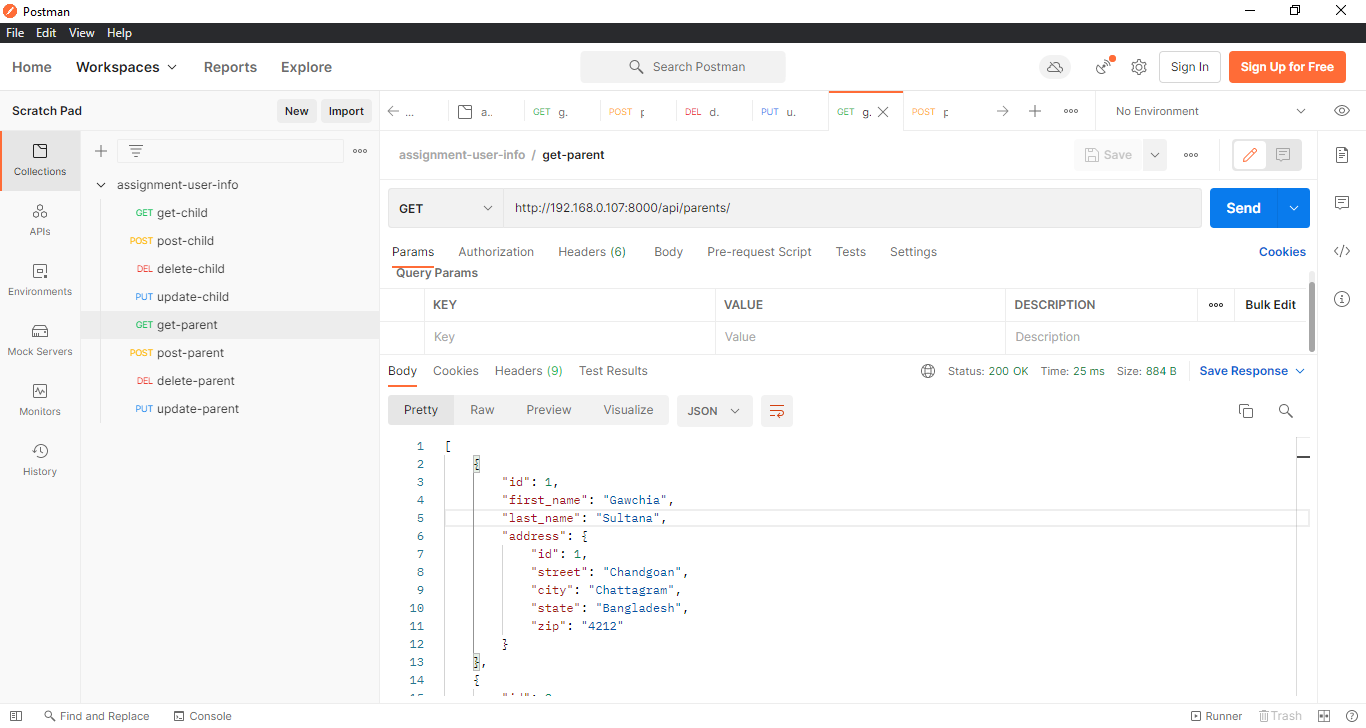 Postman
File Edit View Help
Home Workspaces Reports Explore Search Postman Sign In Sign Up for Free
Scratch Pad New Import
... a.. GET g. POST p DEL d. PUT u. GET g. POST p No Environment
Collections
APIs
Environments
Mock Servers
Monitors
History
assignment-user-info
GET get-child
POST post-child
DEL delete-child
PUT update-child
GET get-parent
POST post-parent
DEL delete-parent
PUT update-parent
assignment-user-info / get-parent Save
GET http://192.168.0.107:8000/api/parents/ Send
Params Authorization Headers (6) Body Pre-request Script Tests Settings Cookies
Query Params
KEY VALUE DESCRIPTION Bulk Edit
Key Value Description
Body Cookies Headers (9) Test Results Status: 200 OK Time: 25 ms Size: 884 B Save Response
Pretty Raw Preview Visualize JSON
1 [
2 {
3 "id": 1,
4 "first_name": "Gawchia",
5 "last_name": "Sultana",
6 "address": {
7 "id": 1,
8 "street": "Chandgoan",
9 "city": "Chattagram",
10 "state": "Bangladesh",
11 "zip": "4212"
12 }
13 },
14 {
Find and Replace Console Runner Trash